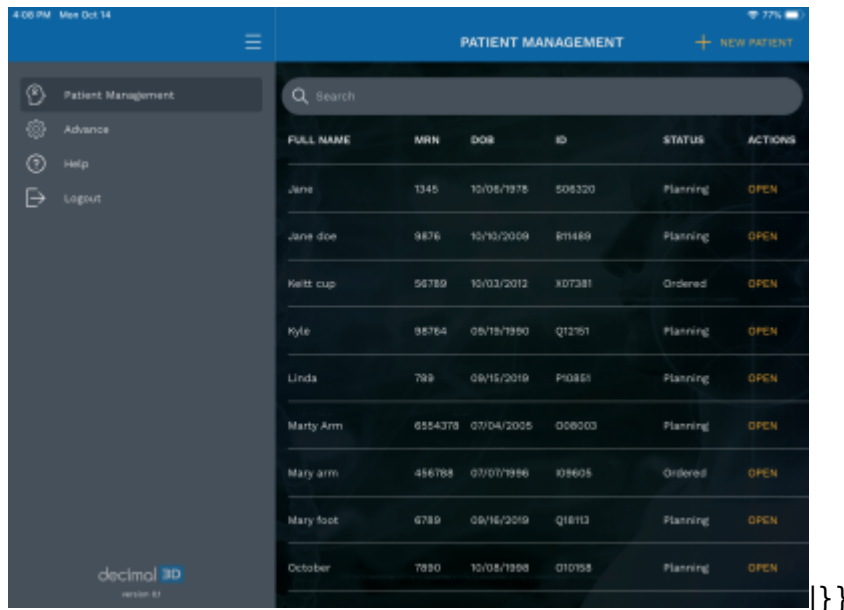 4:08 PM Mon Oct 14 77%
PATIENT MANAGEMENT
+ NEW PATIENT
Patient Management
Advance
Help
Logout
Search
FULL NAME MRN DOB ID STATUS ACTIONS
Jane 1345 10/06/1978 S06320 Planning OPEN
Jane doe 9876 10/10/2009 B11489 Planning OPEN
Keitt cup 56789 10/03/2012 X07381 Ordered OPEN
Kyle 98764 09/19/1990 Q12151 Planning OPEN
Linda 789 09/15/2019 P10851 Planning OPEN
Marty Arm 6554378 07/04/2005 O08003 Planning OPEN
Mary arm 456788 07/07/1996 I09605 Ordered OPEN
Mary foot 6789 09/16/2019 Q18113 Planning OPEN
October 7890 10/08/1998 O10158 Planning OPEN
decimal 3D
version
|}}